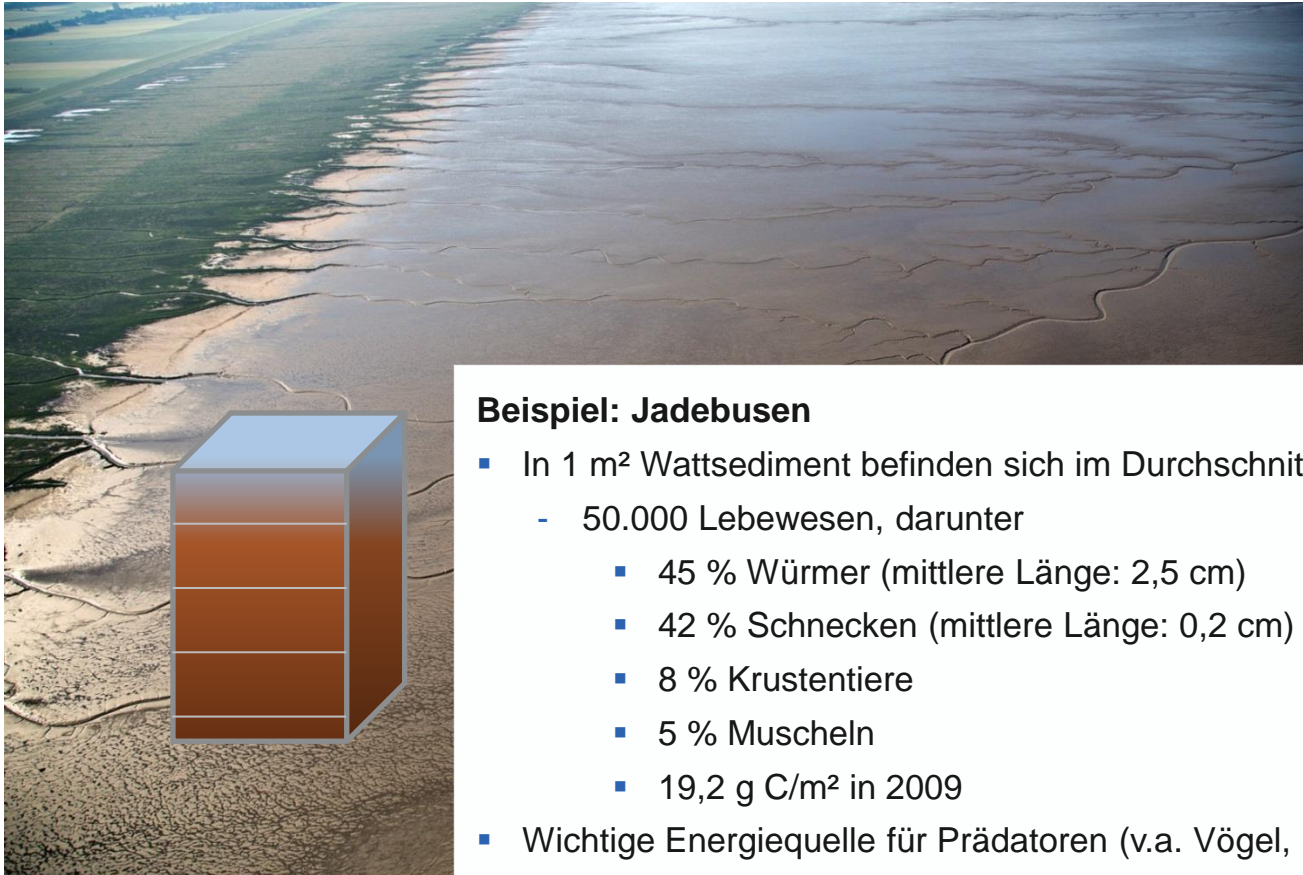 Beispiel: Jadebusen
▪ In 1 m² Wattsediment befinden sich im Durchschnit
- 50.000 Lebewesen, darunter
▪ 45 % Würmer (mittlere Länge: 2,5 cm)
▪ 42 % Schnecken (mittlere Länge: 0,2 cm)
▪ 8 % Krustentiere
▪ 5 % Muscheln
▪ 19,2 g C/m² in 2009
▪ Wichtige Energiequelle für Prädatoren (v.a. Vögel,